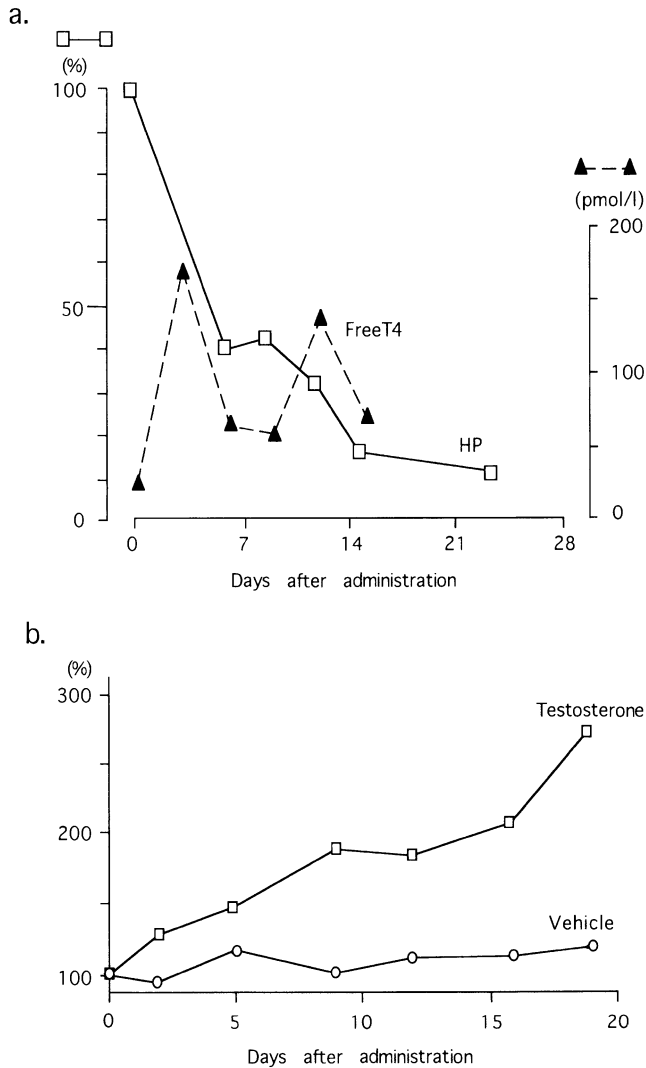 a.
(%)
100
50
0
(pmol/l)
200
100
0
FreeT4
HP
0 7 14 21 28
Days after administration
b.
(%)
300
200
100
Testosterone
Vehicle
0 5 10 15 20
Days after administration